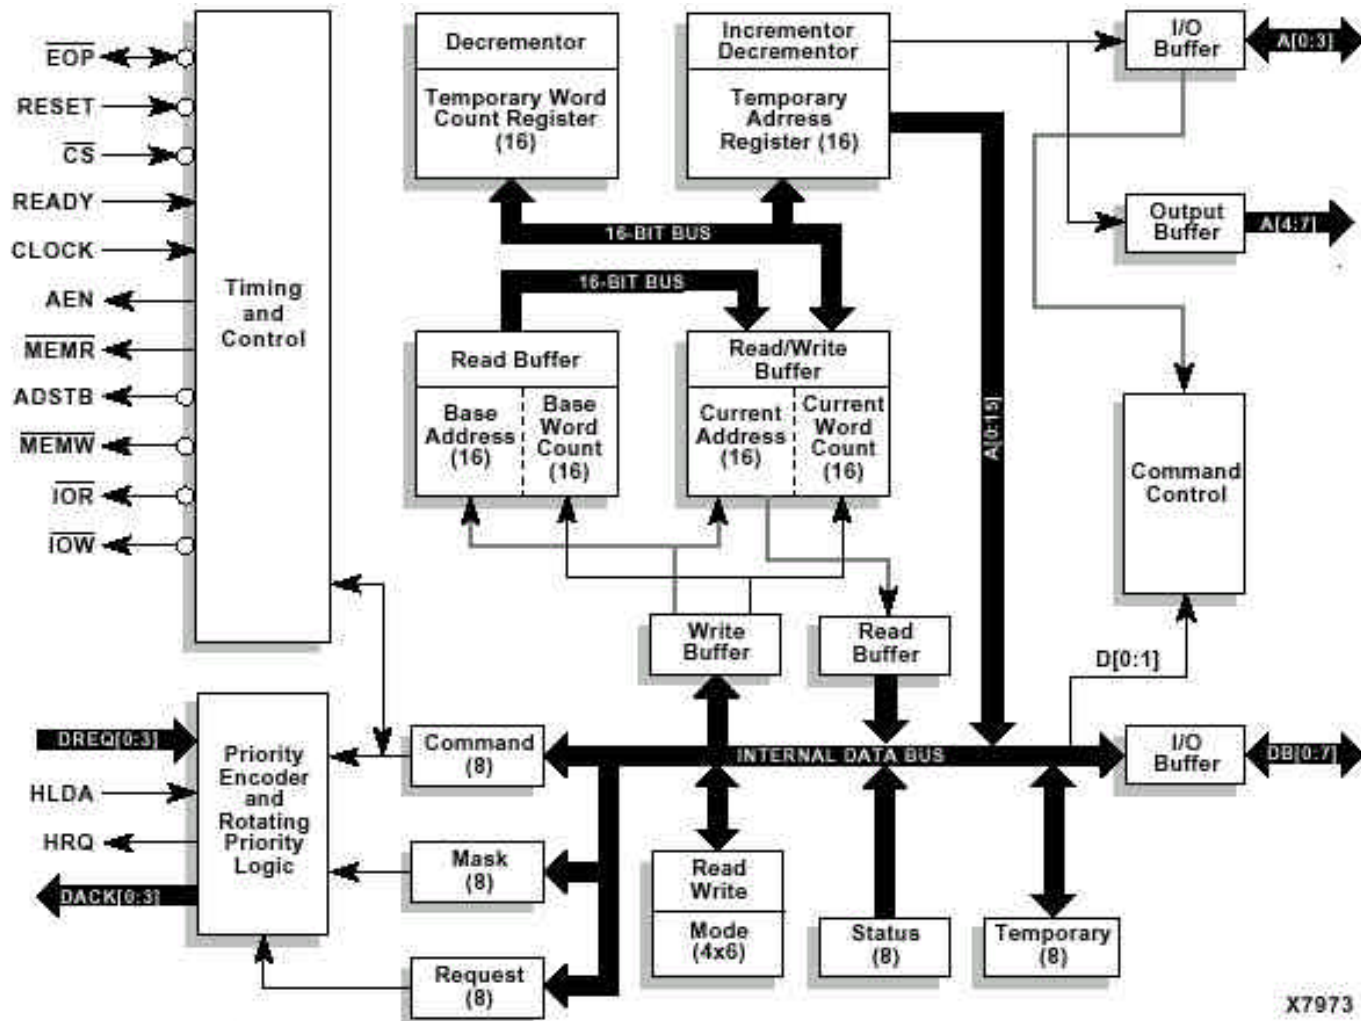 EOP
RESET
CS
READY
CLOCK
AEN
MEMR
ADSTB
MEMW
IOR
IOW
Timing
and
Control
Decrementor
Temporary Word
Count Register
(16)
Incrementor
Decrementor
Temporary
Adrress
Register (16)
I/O
Buffer
A[0:3]
Output
Buffer
A[4:7]
16-BIT BUS
16-BIT BUS
Read Buffer
Base
Address
(16)
Base
Word
Count
(16)
Read/Write
Buffer
Current
Address
(16)
Current
Word
Count
(16)
A[0:15]
Command
Control
Write
Buffer
Read
Buffer
D[0:1]
DREQ[0:3]
HLDA
HRQ
DACK[0:3]
Priority
Encoder
and
Rotating
Priority
Logic
Command
(8)
Mask
(8)
Request
(8)
INTERNAL DATA BUS
I/O
Buffer
DB[0:7]
Read
Write
Mode
(4x6)
Status
(8)
Temporary
(8)
X7973